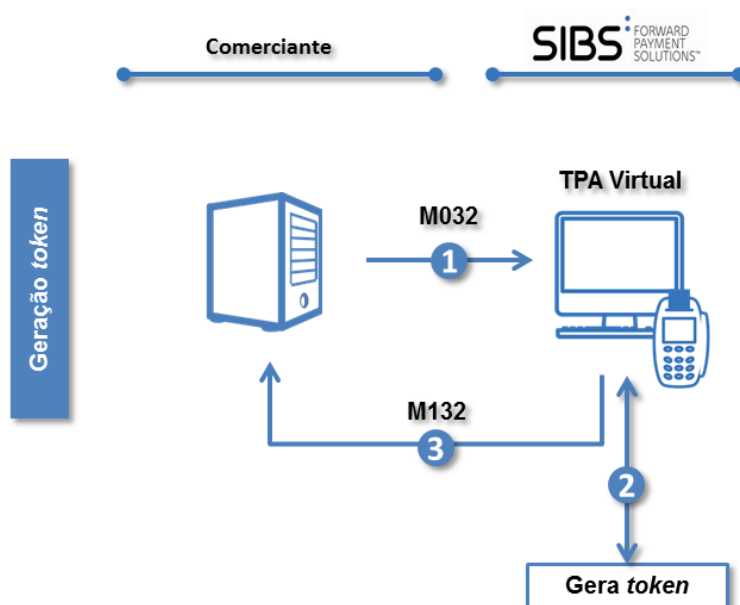 Comerciante
SIBS FORWARD
PAYMENT
SOLUTIONS™
TPA Virtual
M032
1
Geração token
M132
3
2
Gera token